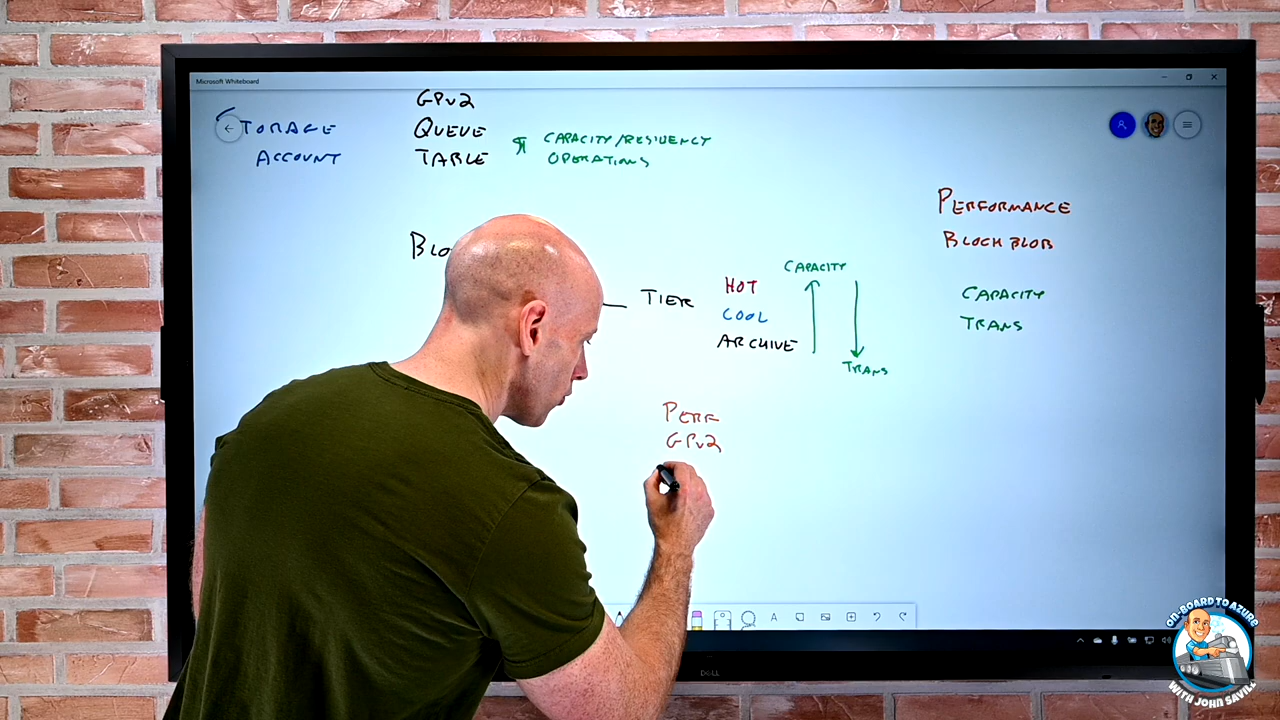 Microsoft Whiteboard
GPv2
STORAGE
QUEUE
CAPACITY/RESIDENCY
ACCOUNT
TABLE
OPERATIONS
PERFORMANCE
BLOCK BLOB
BLO
CAPACITY
TIER
HOT
CAPACITY
COOL
TRANS
ARCHIVE
TRANS
PERF
GPv2
A
DELL
ON-BOARD TO AZURE
WITH JOHN SAVILL